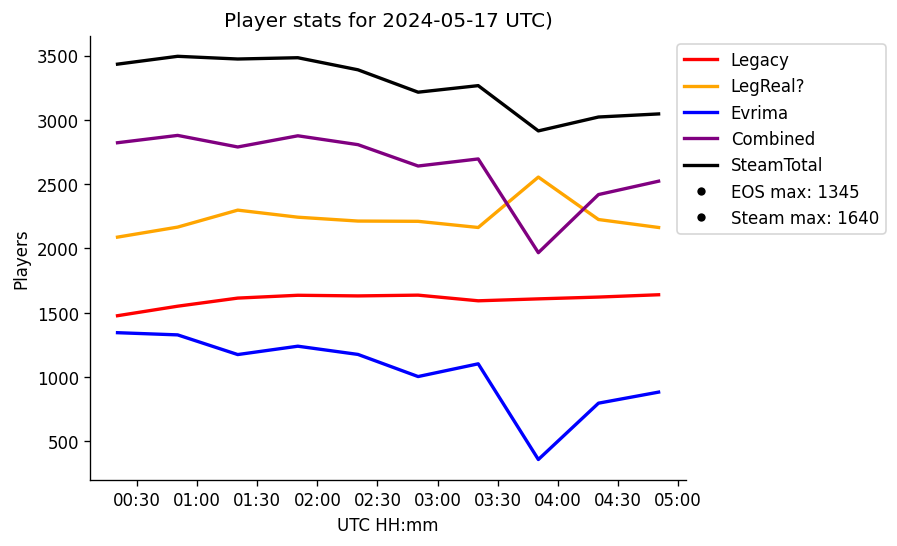 Player stats for 2024-05-17 UTC)
Legacy
LegReal?
Evrima
Combined
SteamTotal
EOS max: 1345
Steam max: 1640
Players
3500
3000
2500
2000
1500
1000
500
00:30 01:00 01:30 02:00 02:30 03:00 03:30 04:00 04:30 05:00
UTC HH:mm